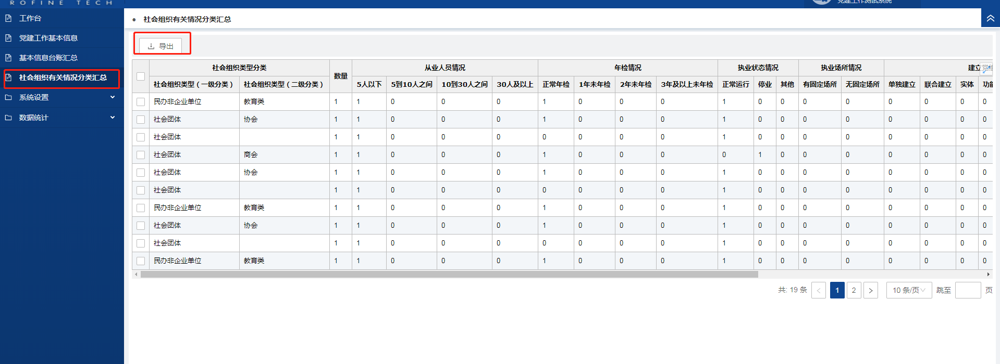 ROFINE TECH
党建工作测试系统
工作台
党建工作基本信息
基本信息台账汇总
社会组织有关情况分类汇总
系统设置
数据统计
社会组织有关情况分类汇总
导出
社会组织类型分类 数量 从业人员情况 年检情况 执业状态情况 执业场所情况 建立
社会组织类型（一级分类） 社会组织类型（二级分类） 5人以下 5到10人之间 10到30人之间 30人及以上 正常年检 1年未年检 2年未年检 3年及以上未年检 正常运行 停业 其他 有固定场所 无固定场所 单独建立 联合建立 实体 功能
民办非企业单位 教育类 1 1 0 0 0 1 0 0 0 1 0 0 0 0 0 0 0 0
社会团体 协会 1 1 0 0 0 1 0 0 0 1 0 0 0 0 0 0 0 0
社会团体 1 1 0 0 0 0 0 0 0 1 0 0 0 0 0 0 0 0
社会团体 商会 1 1 0 0 0 1 0 0 0 0 1 0 0 0 0 0 0 0
社会团体 协会 1 1 0 0 0 1 0 0 0 1 0 0 0 0 0 0 0 0
社会团体 1 1 0 0 0 0 0 0 0 1 0 0 0 0 0 0 0 0
民办非企业单位 教育类 1 1 0 0 0 1 0 0 0 1 0 0 0 0 0 0 0 0
社会团体 协会 1 1 0 0 0 1 0 0 0 1 0 0 0 0 0 0 0 0
社会团体 1 1 0 0 0 0 0 0 0 1 0 0 0 0 0 0 0 0
民办非企业单位 教育类 1 1 0 0 0 1 0 0 0 1 0 0 0 0 0 0 0 0
共: 19 条 < 1 2 > 10 条/页 跳至 页